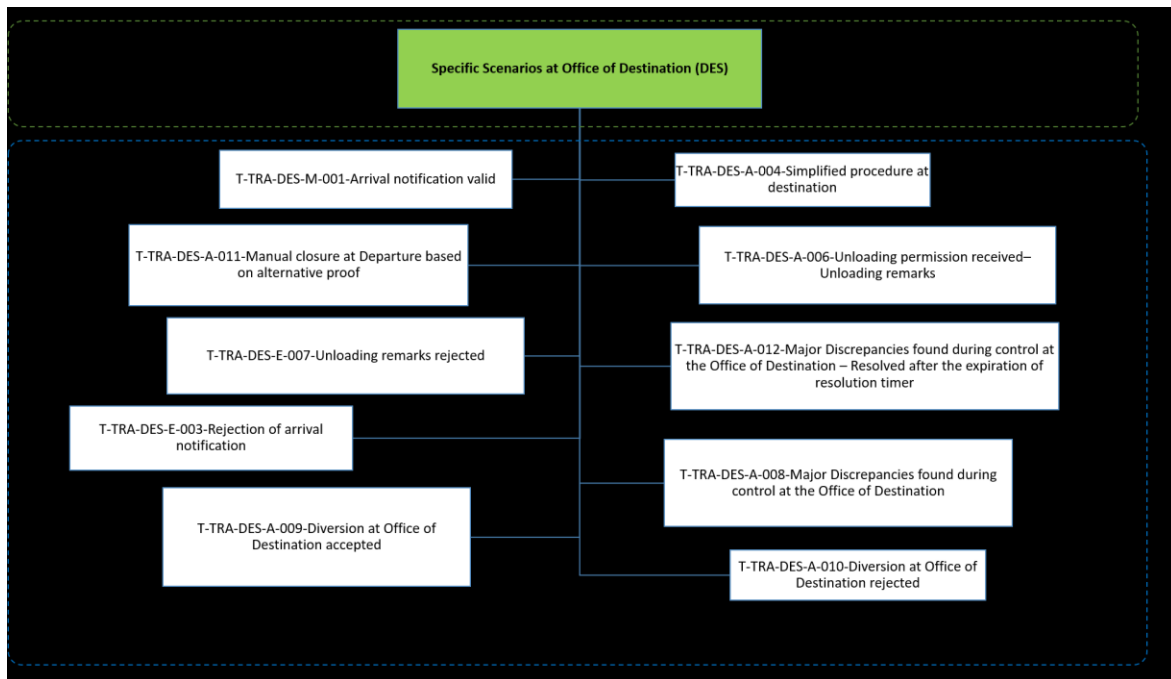 Specific Scenarios at Office of Destination (DES)
T-TRA-DES-M-001-Arrival notification valid
T-TRA-DES-A-004-Simplified procedure at
destination
T-TRA-DES-A-011-Manual closure at Departure based
on alternative proof
T-TRA-DES-A-006-Unloading permission received–
Unloading remarks
T-TRA-DES-E-007-Unloading remarks rejected
T-TRA-DES-A-012-Major Discrepancies found during control at
the Office of Destination – Resolved after the expiration of
resolution timer
T-TRA-DES-E-003-Rejection of arrival
notification
T-TRA-DES-A-008-Major Discrepancies found during
control at the Office of Destination
T-TRA-DES-A-009-Diversion at Office of
Destination accepted
T-TRA-DES-A-010-Diversion at Office of
Destination rejected